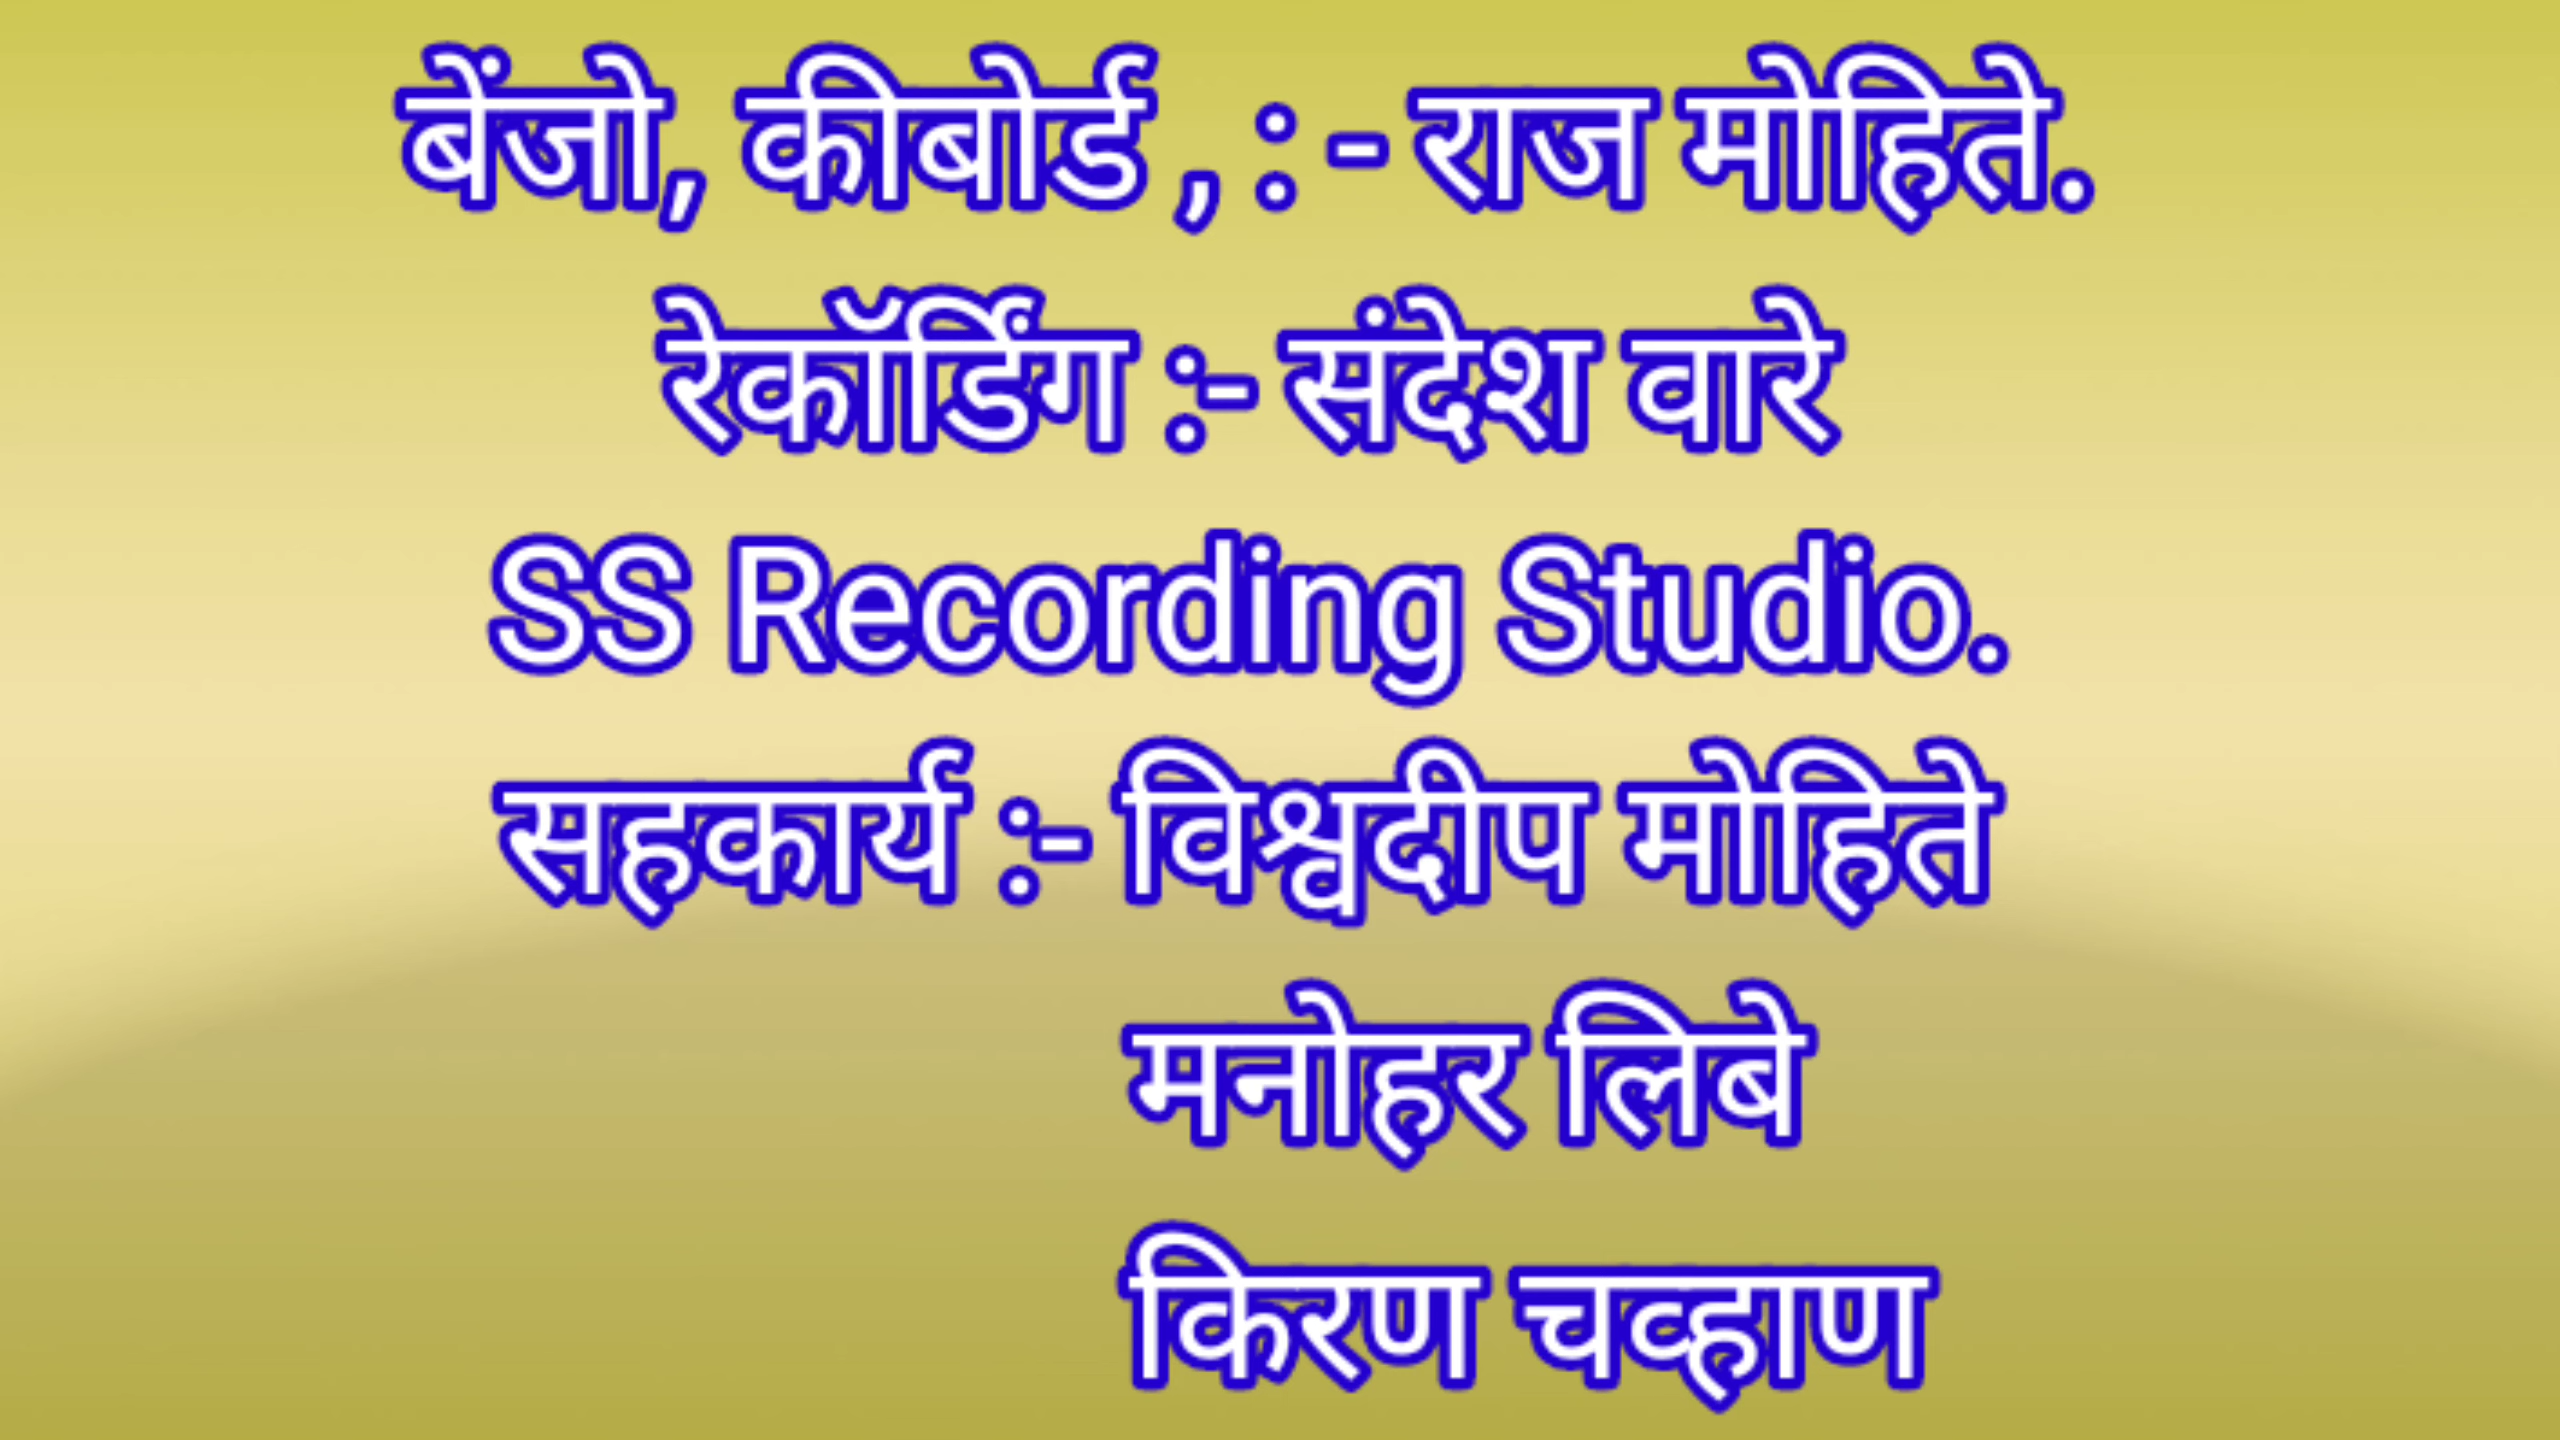 बेंजो, कीबोर्ड , : - राज मोहिते.
रेकॉर्डिंग :- संदेश वारे
SS Recording Studio.
सहकार्य :- विश्वदीप मोहिते
मनोहर लिबे
किरण चव्हाण